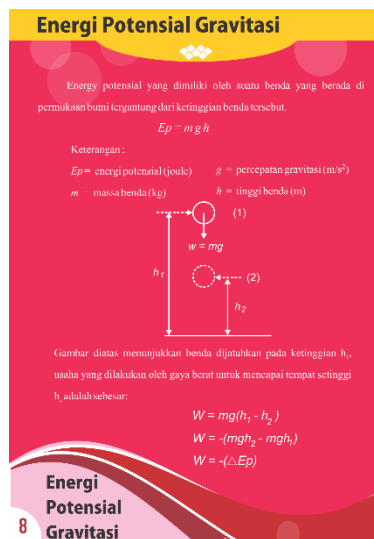 Energi Potensial Gravitasi
Energy potensial yang dimiliki oleh suatu benda yang berada di
permukaan bumi tergantung dari ketinggian benda tersebut.
Ep = m g h
Keterangan :
Ep = energi potensial (joule) g = percepatan gravitasi (m/s²)
m = massa benda (kg) h = tinggi benda (m)
(1)
w = mg
h₁
(2)
h₂
Gambar diatas menunjukkan benda dijatuhkan pada ketinggian h₁,
usaha yang dilakukan oleh gaya berat untuk mencapai tempat setinggi
h₂ adalah sebesar:
W = mg(h₁ - h₂ )
W = -(mgh₂ - mgh₁)
W = -(△Ep)
Energi
Potensial
8 Gravitasi